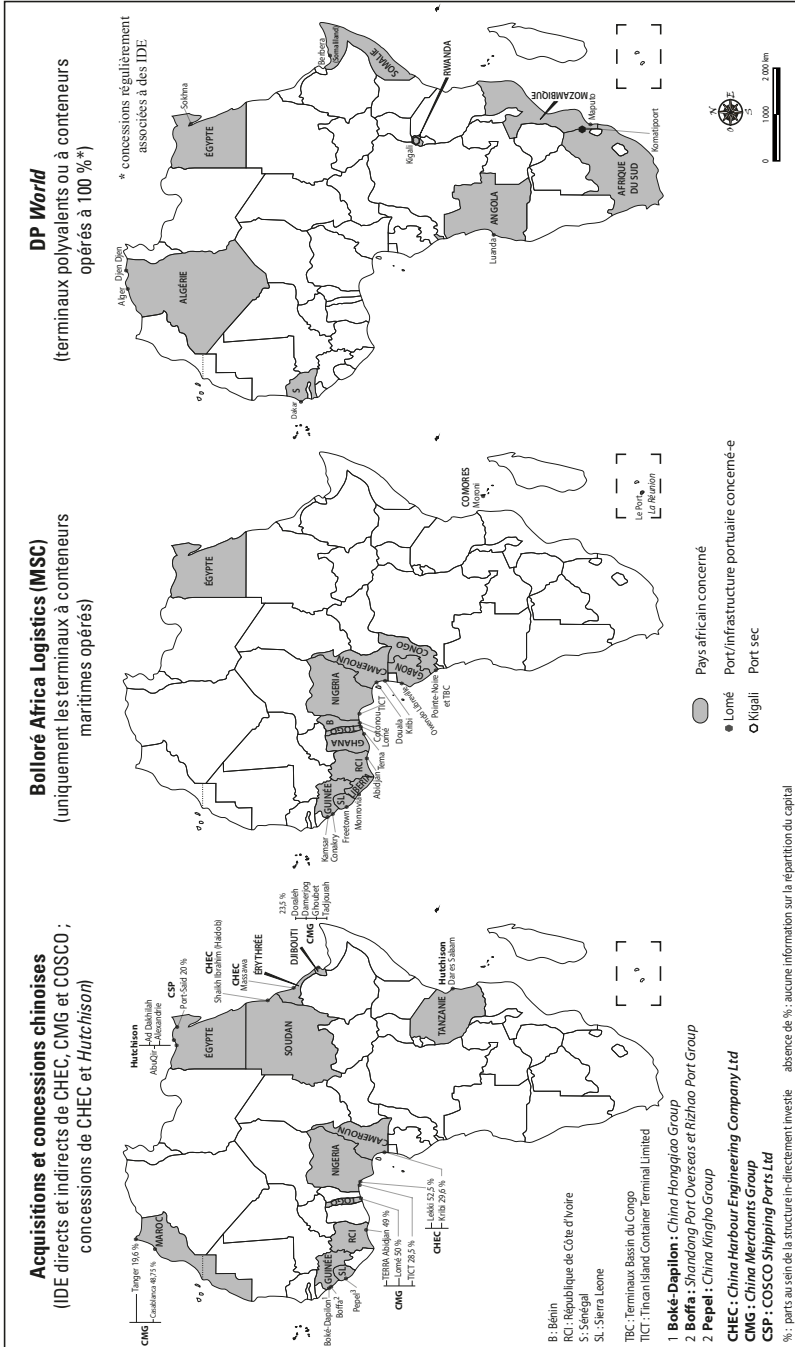 Acquisitions et concessions chinoises
(IDE directs et indirects de CHEC, CMG et COSCO ;
concessions de CHEC et Hutchison)
CMG
Tanger 19,6 %
Casablanca 48,75 %
MAROC
Hutchison
AbuQir
Ad Dakhilah
Alexandrie
CSP
Port-Saïd 20 %
ÉGYPTE
CHEC
Shaikh Ibrahim (Haidob)
CHEC
Massawa
ÉRYTHRÉE
SOUDAN
DJIBOUTI
CMG
23,5 %
Doraleh
Damerjog
Ghoubet
Tadjourah
Boké-Dapilon¹
Boffa²
Pepel³
GUINÉE
SL
RCI
TOGO
NIGERIA
CAMEROUN
CMG
TERRA Abidjan 49 %
Lomé 50 %
TICT 28,5 %
CHEC
Lekki 52,5 %
Kribi 29,6 %
TANZANIE
Hutchison
Dar es Salaam
B : Bénin
RCI : République de Côte d'Ivoire
S : Sénégal
SL : Sierra Leone
TBC : Terminaux Bassin du Congo
TICT : Tincan Island Container Terminal Limited
1 Boké-Dapilon : China Hongqiao Group
2 Boffa : Shandong Port Overseas et Rizhao Port Group
2 Pepel : China Kingho Group
CHEC : China Harbour Engineering Company Ltd
CMG : China Merchants Group
CSP : COSCO Shipping Ports Ltd
% : parts au sein de la structure in-directement investie absence de % : aucune information sur la répartition du capital
Bolloré Africa Logistics (MSC)
(uniquement les terminaux à conteneurs
maritimes opérés)
ÉGYPTE
Kamsar
Conakry
Freetown
Monrovia
GUINÉE
SL
LIBERIA
RCI
GHANA
TOGO
B
NIGERIA
CAMEROUN
GABON
CONGO
Abidjan
Tema
Lomé
Cotonou
TICT
Douala
Kribi
Owendo Libreville
Pointe-Noire
et TBC
COMORES
Moroni
Le Port
La Réunion
Pays africain concerné
Lomé Port/infrastructure portuaire concerné-e
Kigali Port sec
DP World
(terminaux polyvalents ou à conteneurs
opérés à 100 %*)
* concessions régulièrement
associées à des IDE
Alger
Djen Djen
ALGÉRIE
Sokhna
ÉGYPTE
Dakar
S
Berbera
(Somaliland)
SOMALIE
Kigali
RWANDA
Luanda
ANGOLA
MOZAMBIQUE
Maputo
Komatipoort
AFRIQUE
DU SUD
N
O E
S
0 1 000 2 000 km